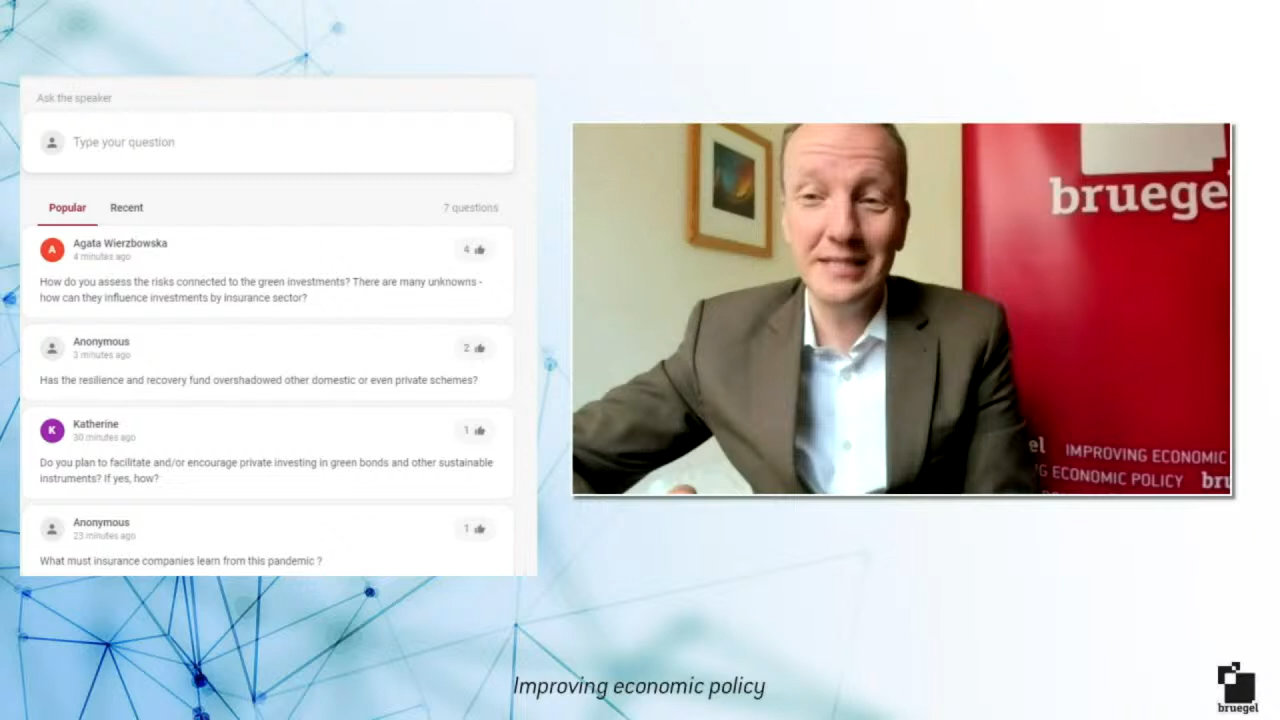 Ask the speaker
Type your question
Popular
Recent
7 questions
Agata Wierzbowska
4 minutes ago
4
How do you assess the risks connected to the green investments? There are many unknowns -
how can they influence investments by insurance sector?
Anonymous
3 minutes ago
2
Has the resilience and recovery fund overshadowed other domestic or even private schemes?
K
Katherine
30 minutes ago
1
Do you plan to facilitate and/or encourage private investing in green bonds and other sustainable
instruments? If yes, how?
Anonymous
23 minutes ago
1
What must insurance companies learn from this pandemic ?
A
bruegel
el IMPROVING ECONOMIC
G ECONOMIC POLICY bru
Improving economic policy
bruegel